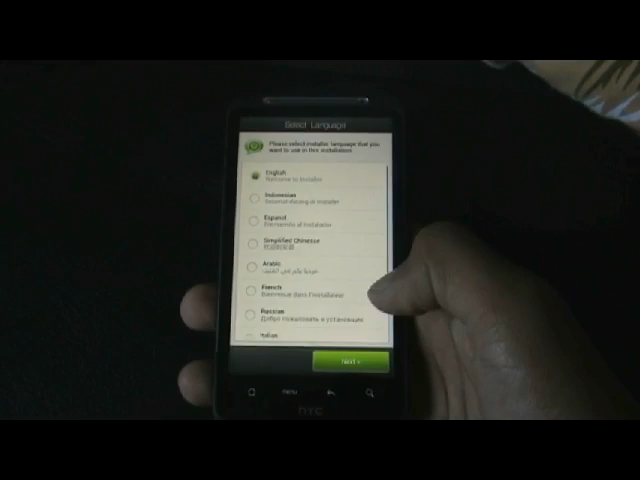 Select Language
Please select installer language that you
want to use in this installation
English
Welcome to Installer
Indonesian
Selamat datang di Installer
Espanol
Bienvenido al Instalador
Simplified Chinesse
Arabic
French
Bienvenue dans l'installateur
Russian
Добро пожаловать в установщик
Italian
Next
menu
hTC